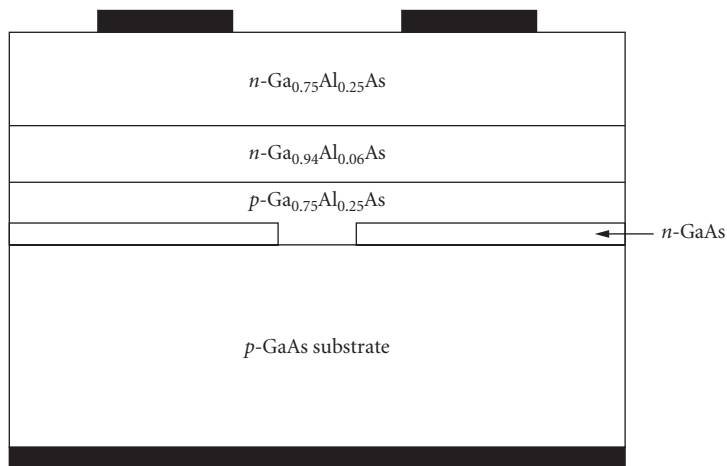 n-Ga₀.₇₅Al₀.₂₅As
n-Ga₀.₉₄Al₀.₀₆As
p-Ga₀.₇₅Al₀.₂₅As
n-GaAs
p-GaAs substrate